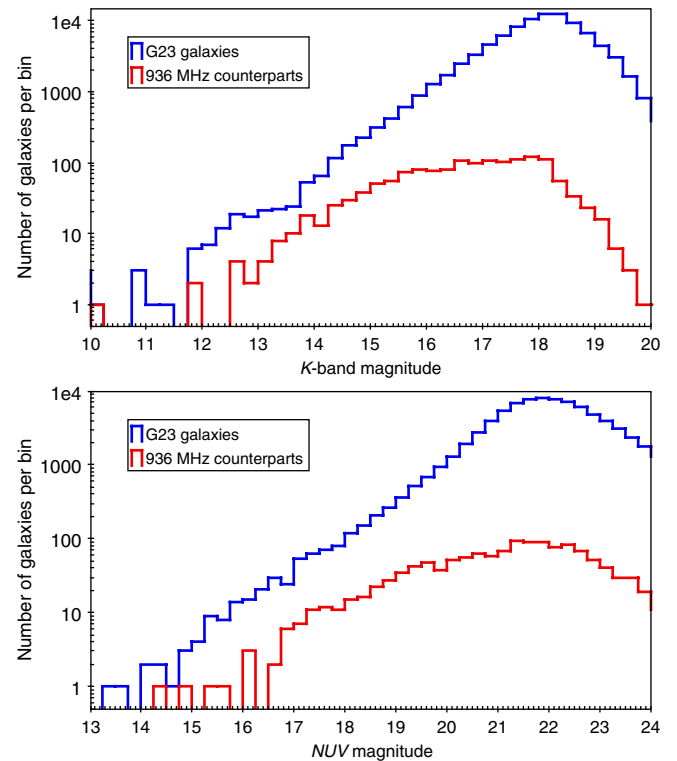 1e4
1000
100
10
1
Number of galaxies per bin
G23 galaxies
936 MHz counterparts
10 11 12 13 14 15 16 17 18 19 20
K-band magnitude
1e4
1000
100
10
1
Number of galaxies per bin
G23 galaxies
936 MHz counterparts
13 14 15 16 17 18 19 20 21 22 23 24
NUV magnitude